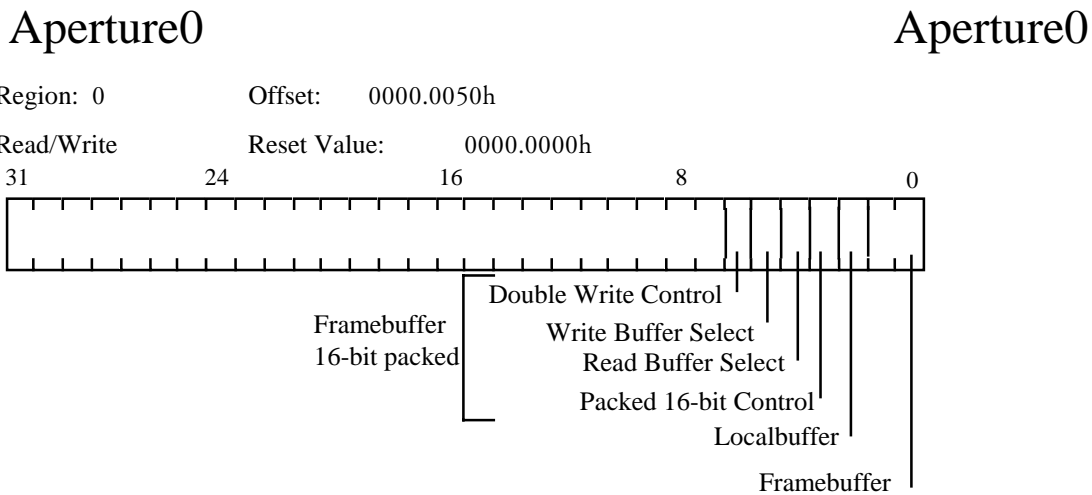 Aperture0 Aperture0
Region: 0 Offset: 0000.0050h
Read/Write Reset Value: 0000.0000h
31 24 16 8 0
Double Write Control
Framebuffer
16-bit packed
Write Buffer Select
Read Buffer Select
Packed 16-bit Control
Localbuffer
Framebuffer